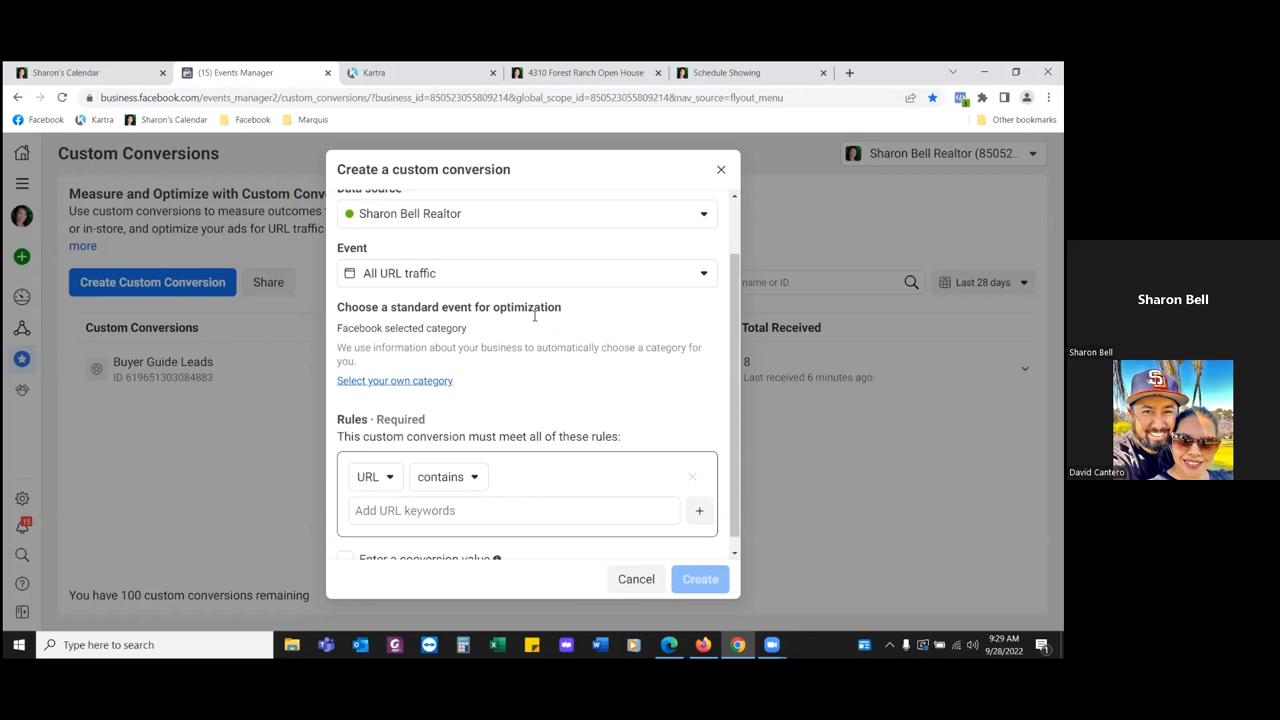 Sharon's Calendar
(15) Events Manager
Kartra
4310 Forest Ranch Open House
Schedule Showing
business.facebook.com/events_manager2/custom_conversions/?business_id=850523055809214&global_scope_id=850523055809214&nav_source=flyout_menu
Facebook
Kartra
Sharon's Calendar
Facebook
Marquis
Other bookmarks
Custom Conversions
Sharon Bell Realtor (85052...
Measure and Optimize with Custom Conv
Use custom conversions to measure outcomes
or in-store, and optimize your ads for URL traffic
more
Create Custom Conversion
Share
name or ID
Last 28 days
Custom Conversions
Total Received
Buyer Guide Leads
ID 619651303084883
8
Last received 6 minutes ago
You have 100 custom conversions remaining
15
Create a custom conversion
Data source
Sharon Bell Realtor
Event
All URL traffic
Choose a standard event for optimization
Facebook selected category
We use information about your business to automatically choose a category for
you.
Select your own category
Rules · Required
This custom conversion must meet all of these rules:
URL
contains
Add URL keywords
Enter a conversion value
Cancel
Create
Type here to search
9:29 AM
9/28/2022
Sharon Bell
Sharon Bell
David Cantero